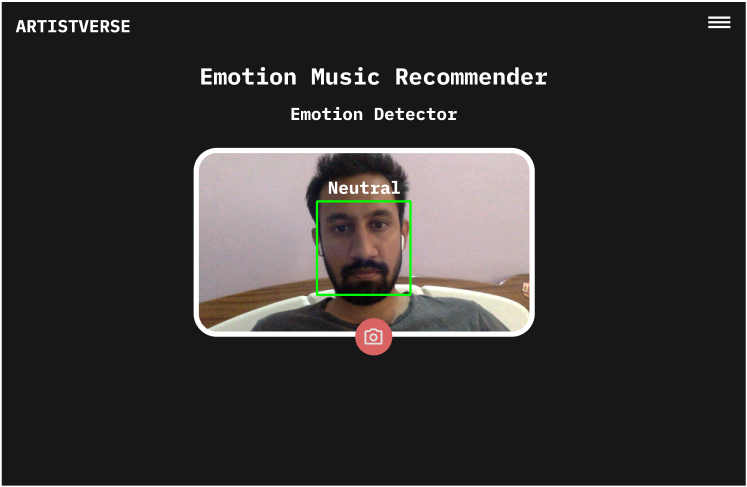 ARTISTVERSE
Emotion Music Recommender
Emotion Detector
Neutral